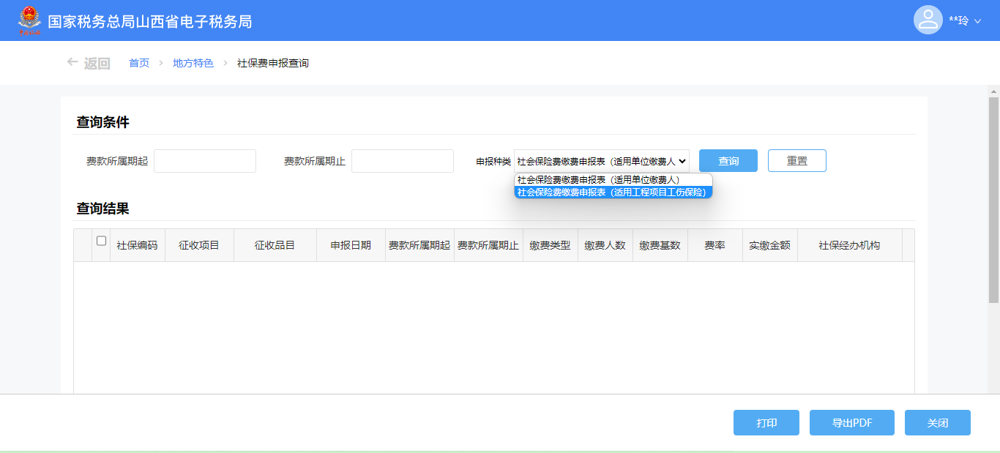 国家税务总局山西省电子税务局
**玲
返回 首页 > 地方特色 > 社保费申报查询
查询条件
费款所属期起 费款所属期止 申报种类 社会保险费缴费申报表（适用单位缴费人 查询 重置
社会保险费缴费申报表（适用单位缴费人）
社会保险费缴费申报表（适用工程项目工伤保险）
查询结果
社保编码 征收项目 征收品目 申报日期 费款所属期起 费款所属期止 缴费类型 缴费人数 缴费基数 费率 实缴金额 社保经办机构
打印 导出PDF 关闭